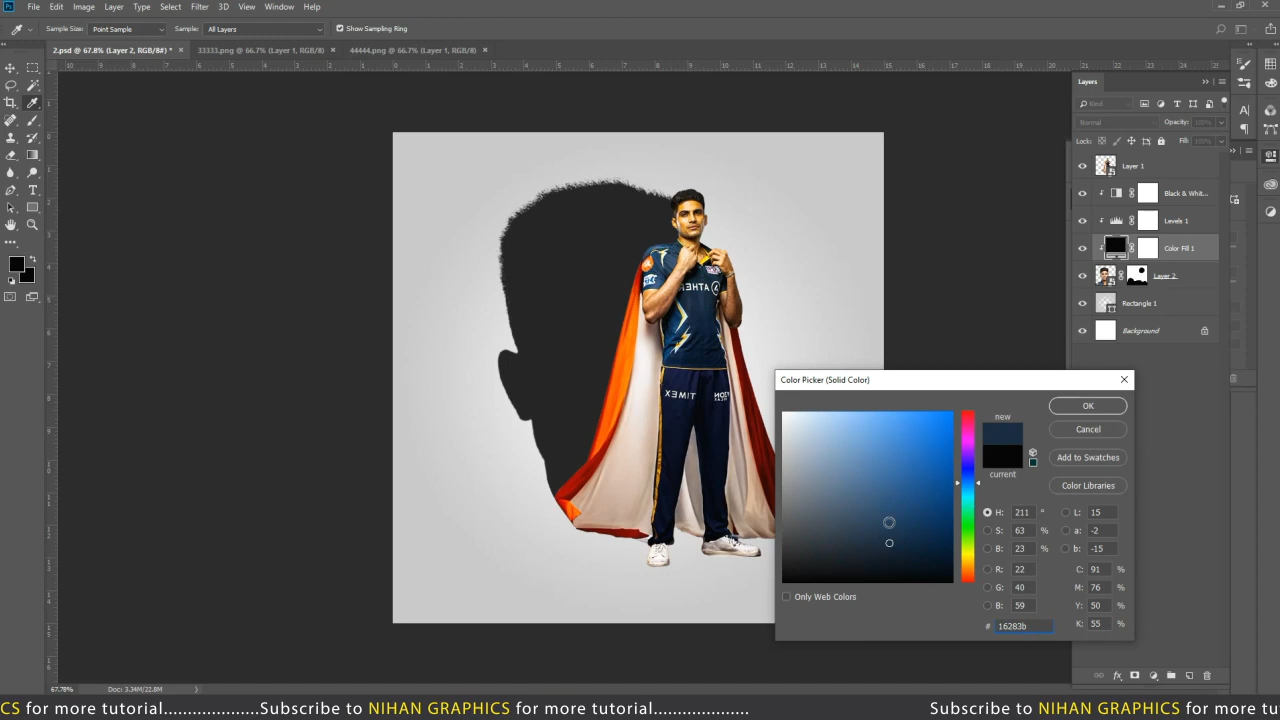 Ps File Edit Image Layer Type Select Filter 3D View Window Help
Sample Size: Point Sample Sample: All Layers Show Sampling Ring
2.psd @ 67.8% (Layer 2, RGB/8#) * × 33333.png @ 66.7% (Layer 1, RGB/8) × 44444.png @ 66.7% (Layer 1, RGB/8) ×
Layers
Kind
Normal Opacity: 100%
Lock: Fill: 100%
Layer 1
Black & Whit...
Levels 1
Color Fill 1
Layer 2
Rectangle 1
Background
Color Picker (Solid Color)
new
current
OK
Cancel
Add to Swatches
Color Libraries
H: 211 °
S: 63 %
B: 23 %
R: 22
G: 40
B: 59
# 16283b
L: 15
a: -2
b: -15
C: 91 %
M: 76 %
Y: 50 %
K: 55 %
Only Web Colors
67.78% Doc: 3.34M/22.8M
CS for more tutorial.....................Subscribe to NIHAN GRAPHICS for more tutorial.....................
Subscribe to NIHAN GRAPHICS for more tu